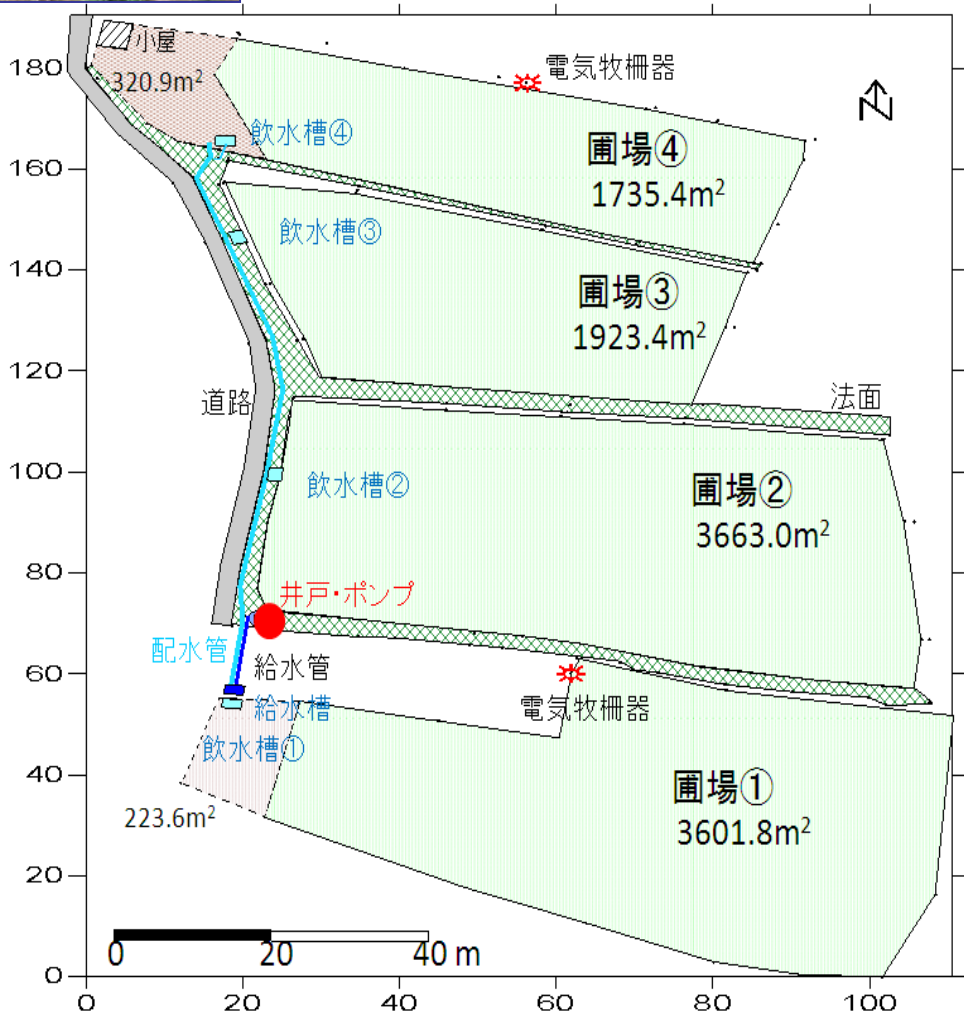 小屋
320.9m²
電気牧柵器
飲水槽④
圃場④
1735.4m²
飲水槽③
圃場③
1923.4m²
道路
法面
飲水槽②
圃場②
3663.0m²
井戸・ポンプ
配水管
給水管
給水槽
電気牧柵器
飲水槽①
圃場①
3601.8m²
223.6m²
0
20
40 m
180
160
140
120
100
80
60
40
20
0
0
20
40
60
80
100